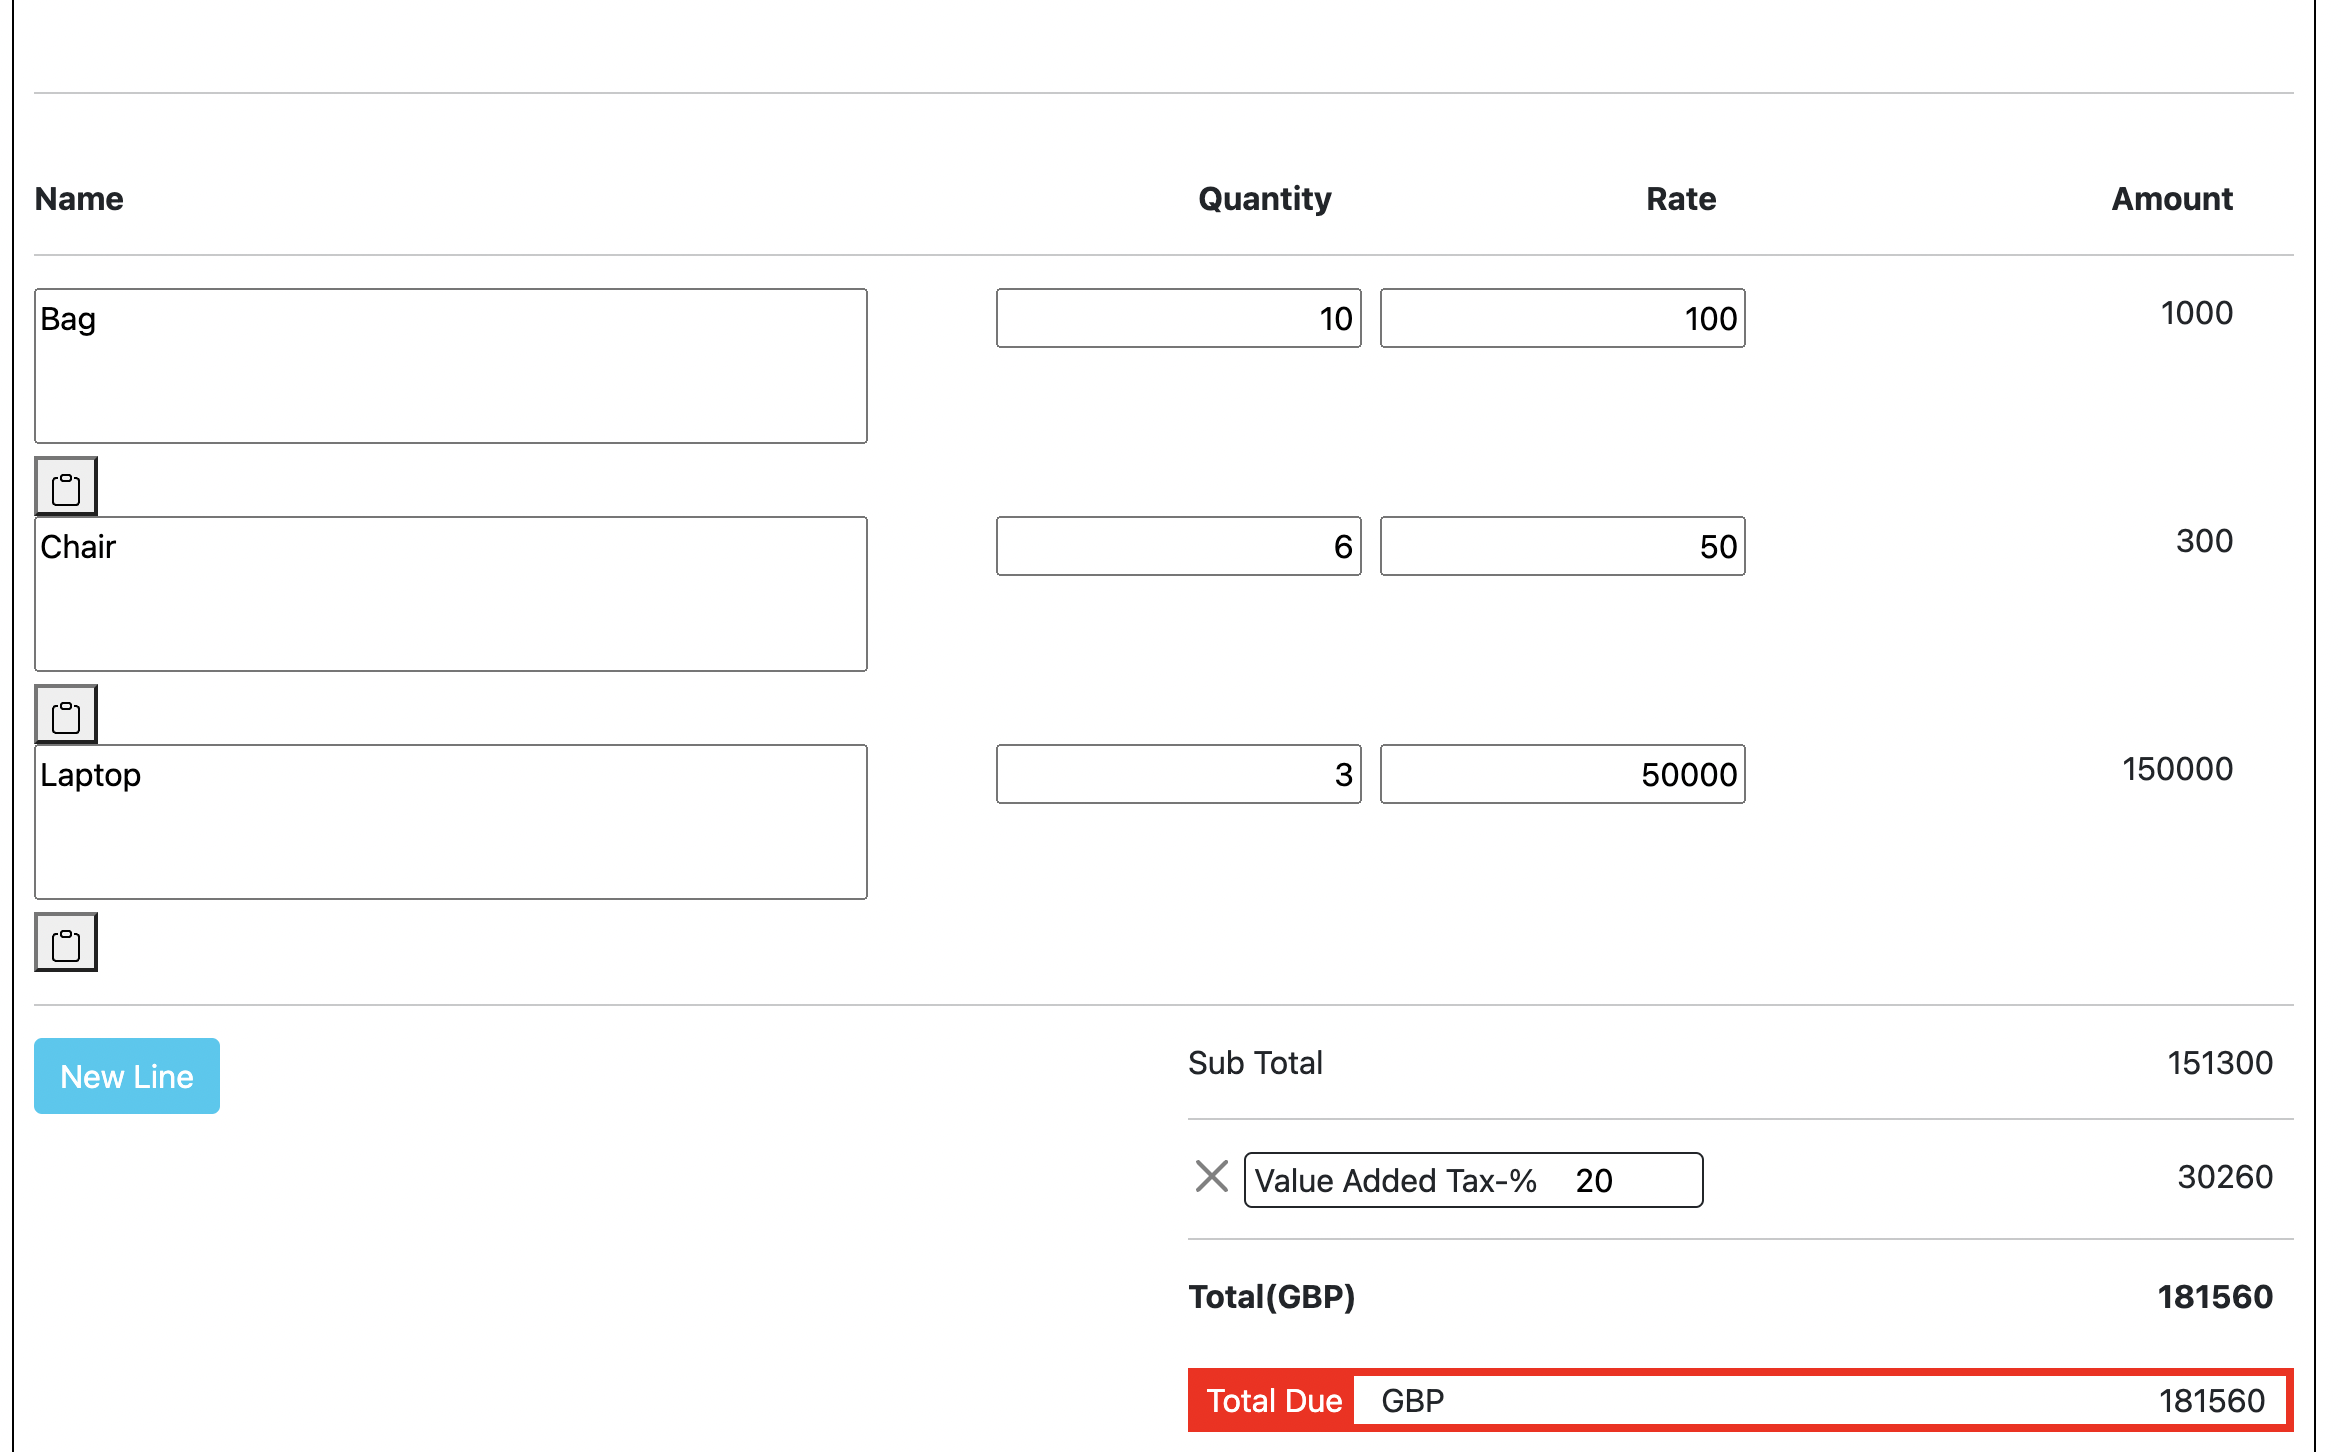 Name Quantity Rate Amount
Bag 10 100 1000
Chair 6 50 300
Laptop 3 50000 150000
New Line
Sub Total 151300
Value Added Tax-% 20 30260
Total(GBP) 181560
Total Due GBP 181560